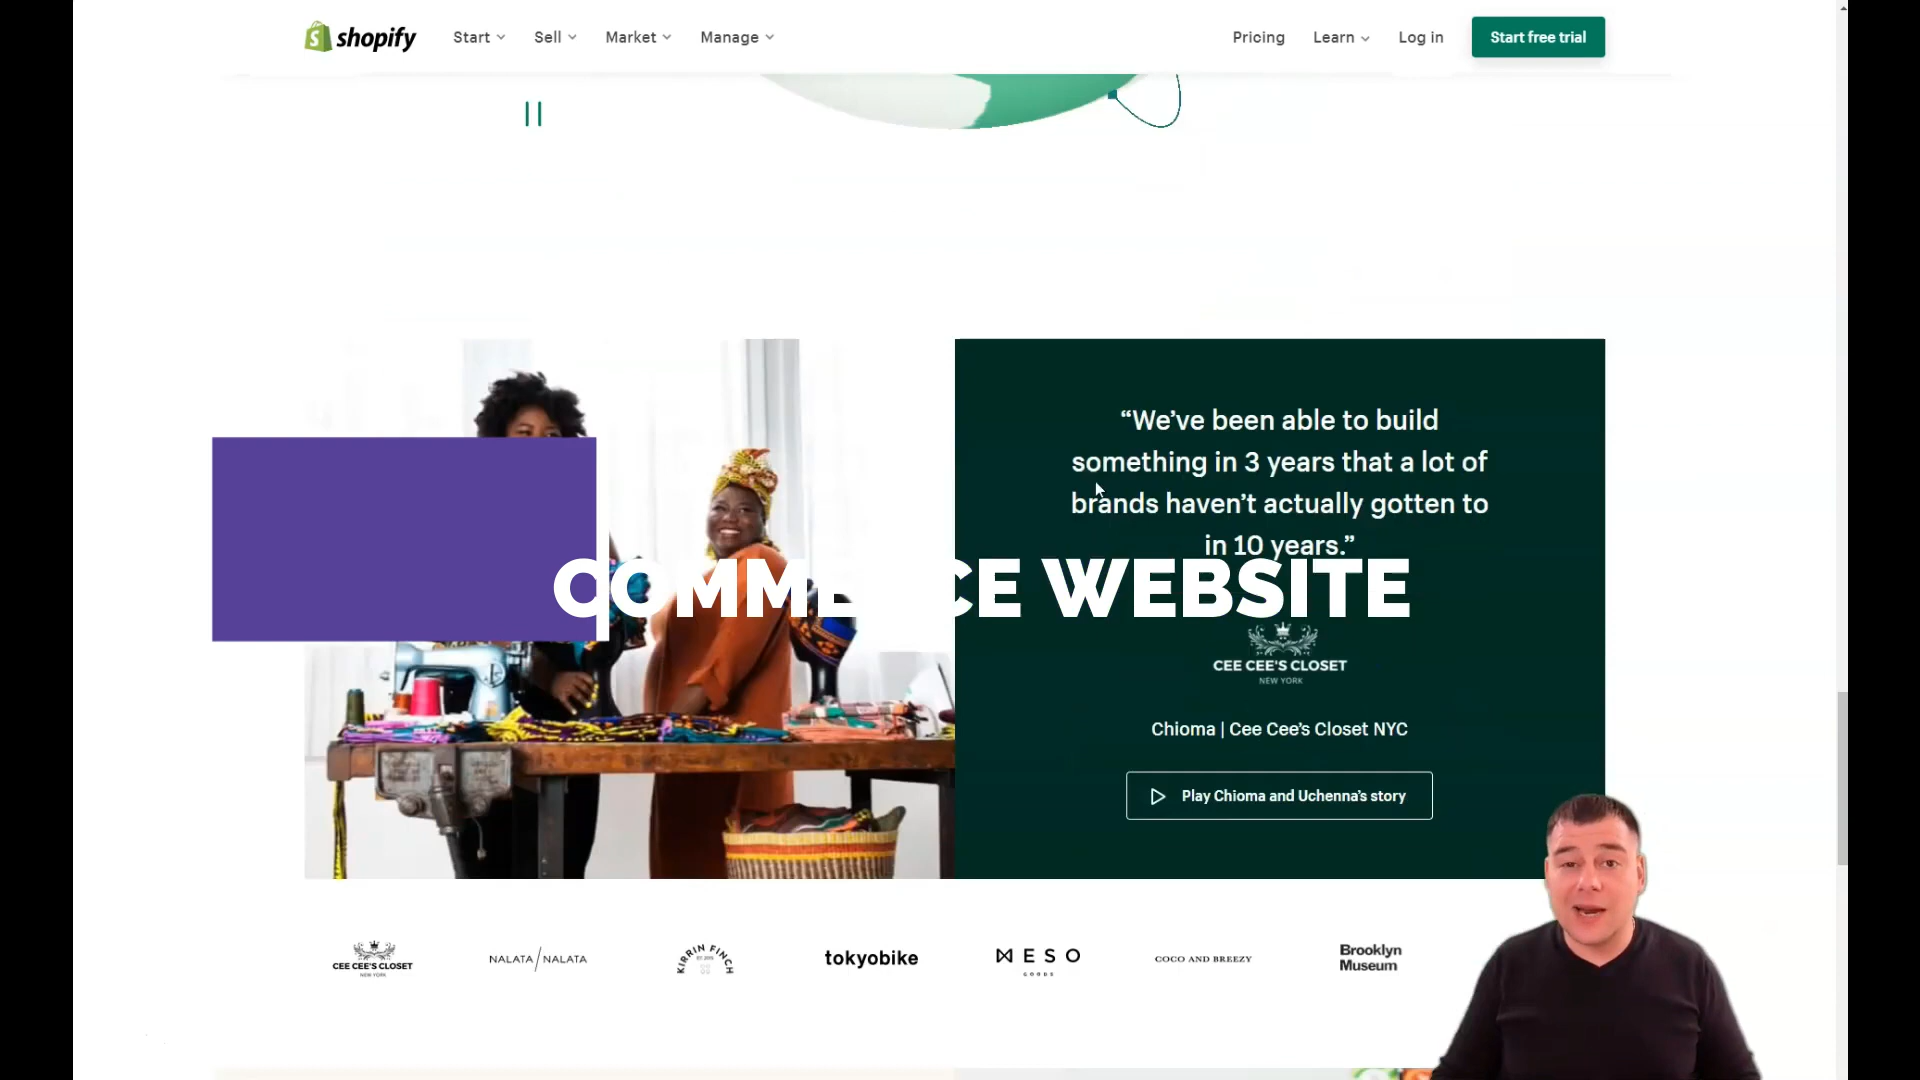 shopify
Start
Sell
Market
Manage
Pricing
Learn
Log in
Start free trial
“We’ve been able to build
something in 3 years that a lot of
brands haven’t actually gotten to
in 10 years.”
COMMERCE WEBSITE
CEE CEE'S CLOSET
NEW YORK
Chioma | Cee Cee’s Closet NYC
Play Chioma and Uchenna’s story
CEE CEE'S CLOSET
NEW YORK
NALATA/NALATA
KIRRIN FINCH
EST. 2015
tokyobike
MESO
GOODS
COCO AND BREEZY
Brooklyn
Museum